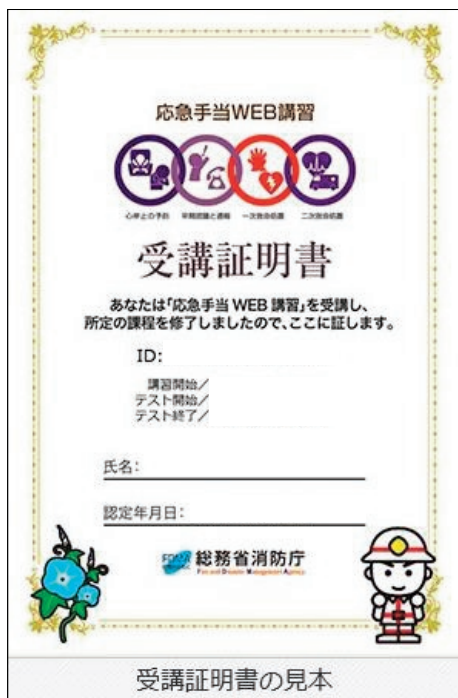 応急手当WEB講習
心停止の予防 早期認識と通報 一次救命処置 二次救命処置
受講証明書
あなたは「応急手当 WEB 講習」を受講し、
所定の課程を修了しましたので、ここに証します。
ID:
講習開始/
テスト開始/
テスト終了/
氏名:
認定年月日:
FDMA 総務省消防庁
Fire and Disaster Management Agency
受講証明書の見本